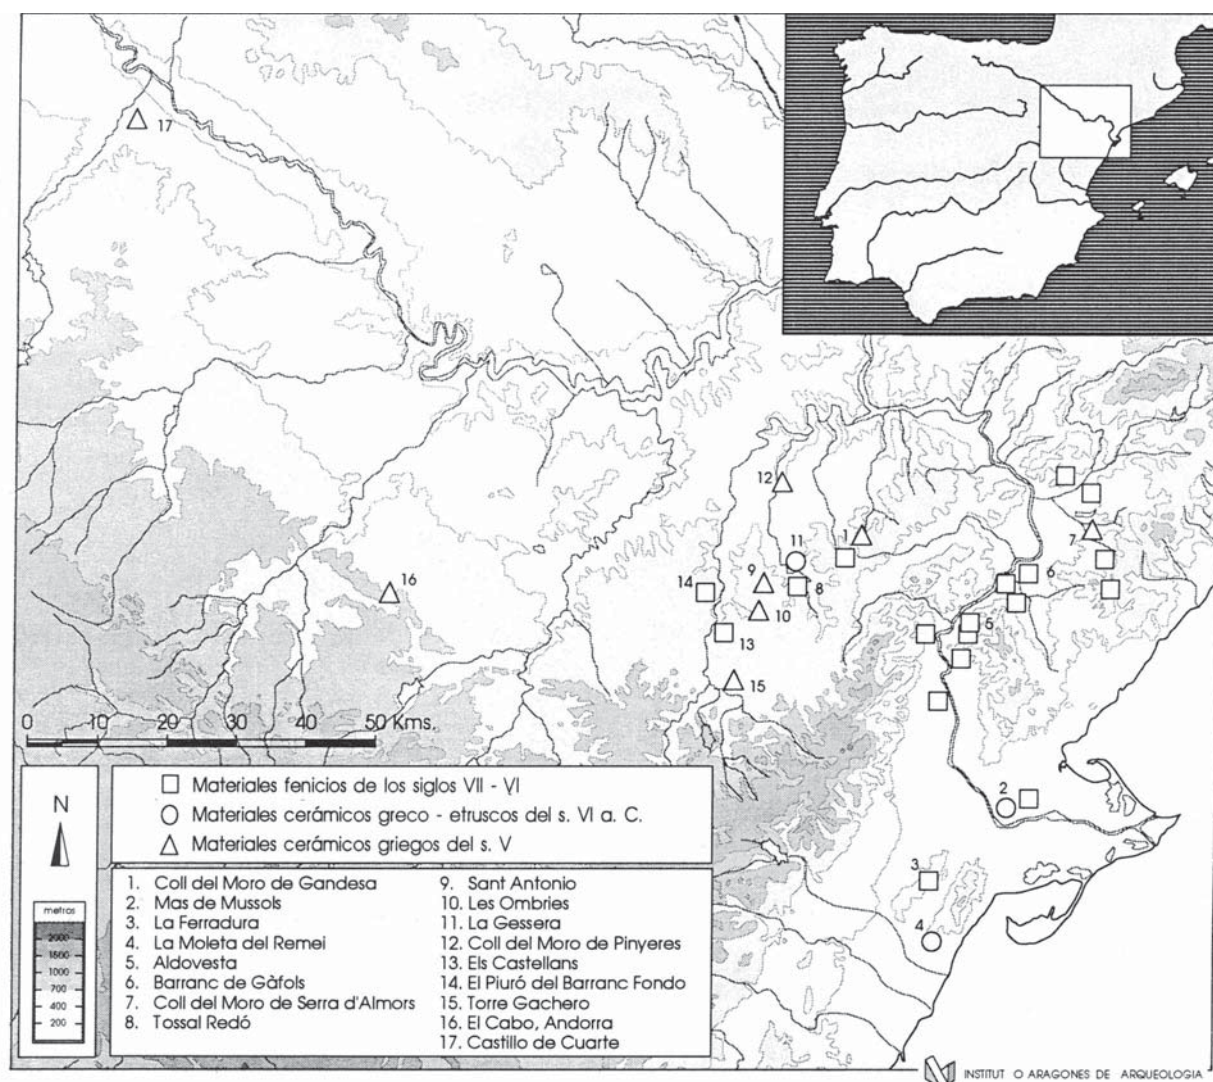 17
12
1
11
7
16
14
9
8
6
10
5
13
15
0 10 20 30 40 50 Kms.
2
3
4
N
Materiales fenicios de los siglos VII - VI
Materiales cerámicos greco - etruscos del s. VI a. C.
Materiales cerámicos griegos del s. V
metros
2000
1500
1000
700
400
200
1. Coll del Moro de Gandesa
2. Mas de Mussols
3. La Ferradura
4. La Moleta del Remei
5. Aldovesta
6. Barranc de Gàfols
7. Coll del Moro de Serra d'Almors
8. Tossal Redó
9. Sant Antonio
10. Les Ombries
11. La Gessera
12. Coll del Moro de Pinyeres
13. Els Castellans
14. El Piuró del Barranc Fondo
15. Torre Gachero
16. El Cabo, Andorra
17. Castillo de Cuarte
INSTITUT O ARAGONES DE ARQUEOLOGIA